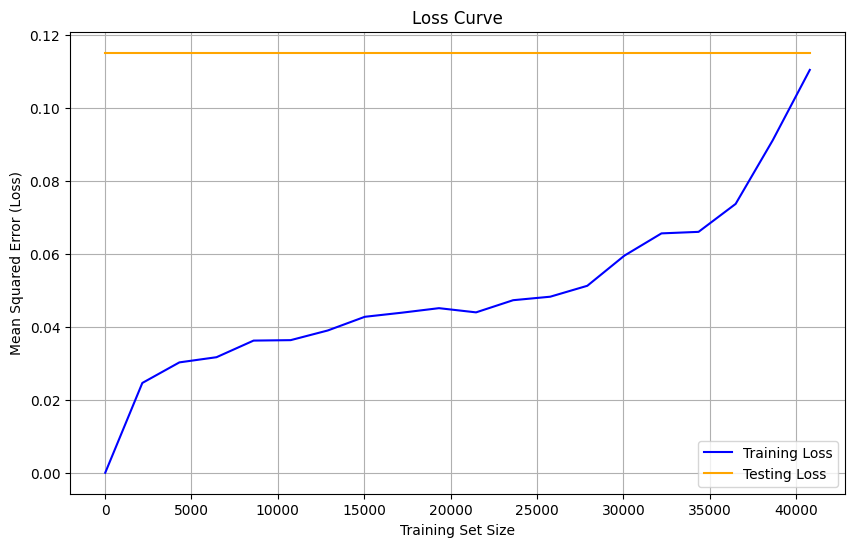 Loss Curve
0.12
0.10
0.08
0.06
0.04
0.02
0.00
Mean Squared Error (Loss)
Training Loss
Testing Loss
0 5000 10000 15000 20000 25000 30000 35000 40000
Training Set Size